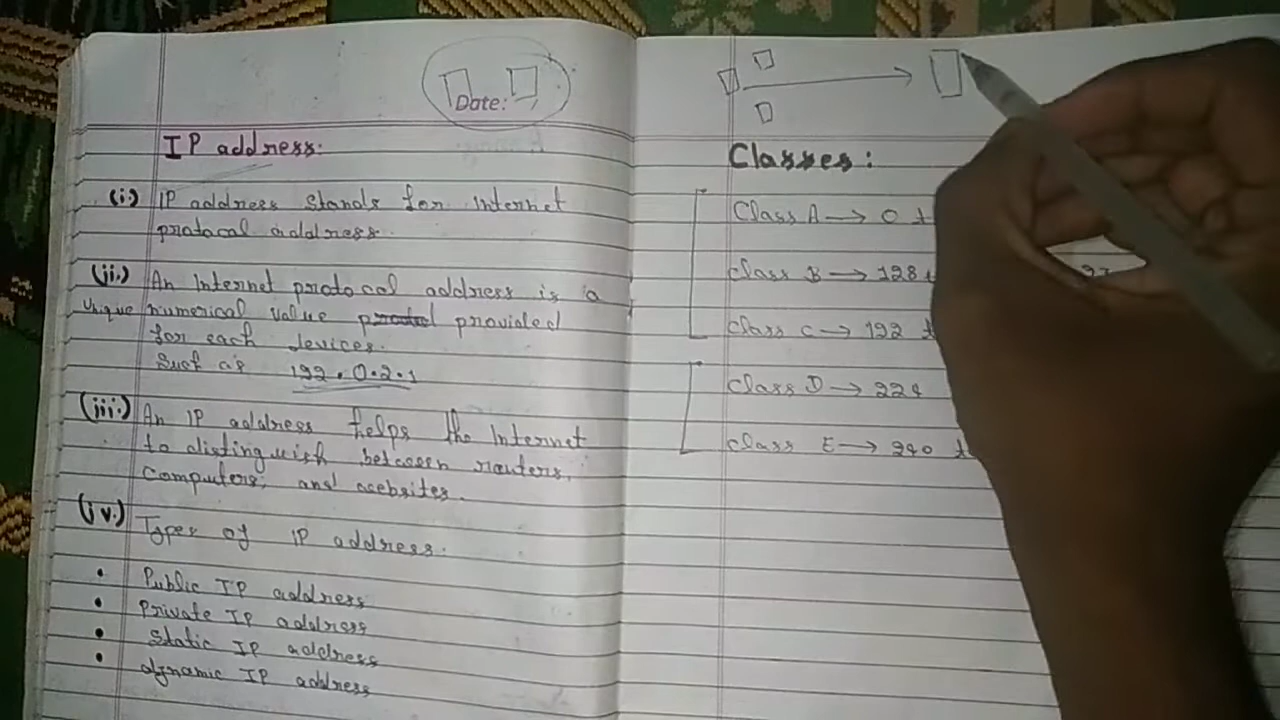 Date:
IP address:
(i) IP address stands for internet
protocal address.
(ii.) An Internet protocal address is a
unique numerical value provided
for each devices.
Such as 192.0.2.1
(iii.) An IP address helps the Internet
to distinguish between routers,
Computers, and websites.
(iv.) Types of IP address.
• Public IP address
• Private IP address
• Static IP address
• dynamic IP address
Classes:
Class A → 0 t
class B → 128 t
class C → 192 t
class D → 224
class E → 240 t